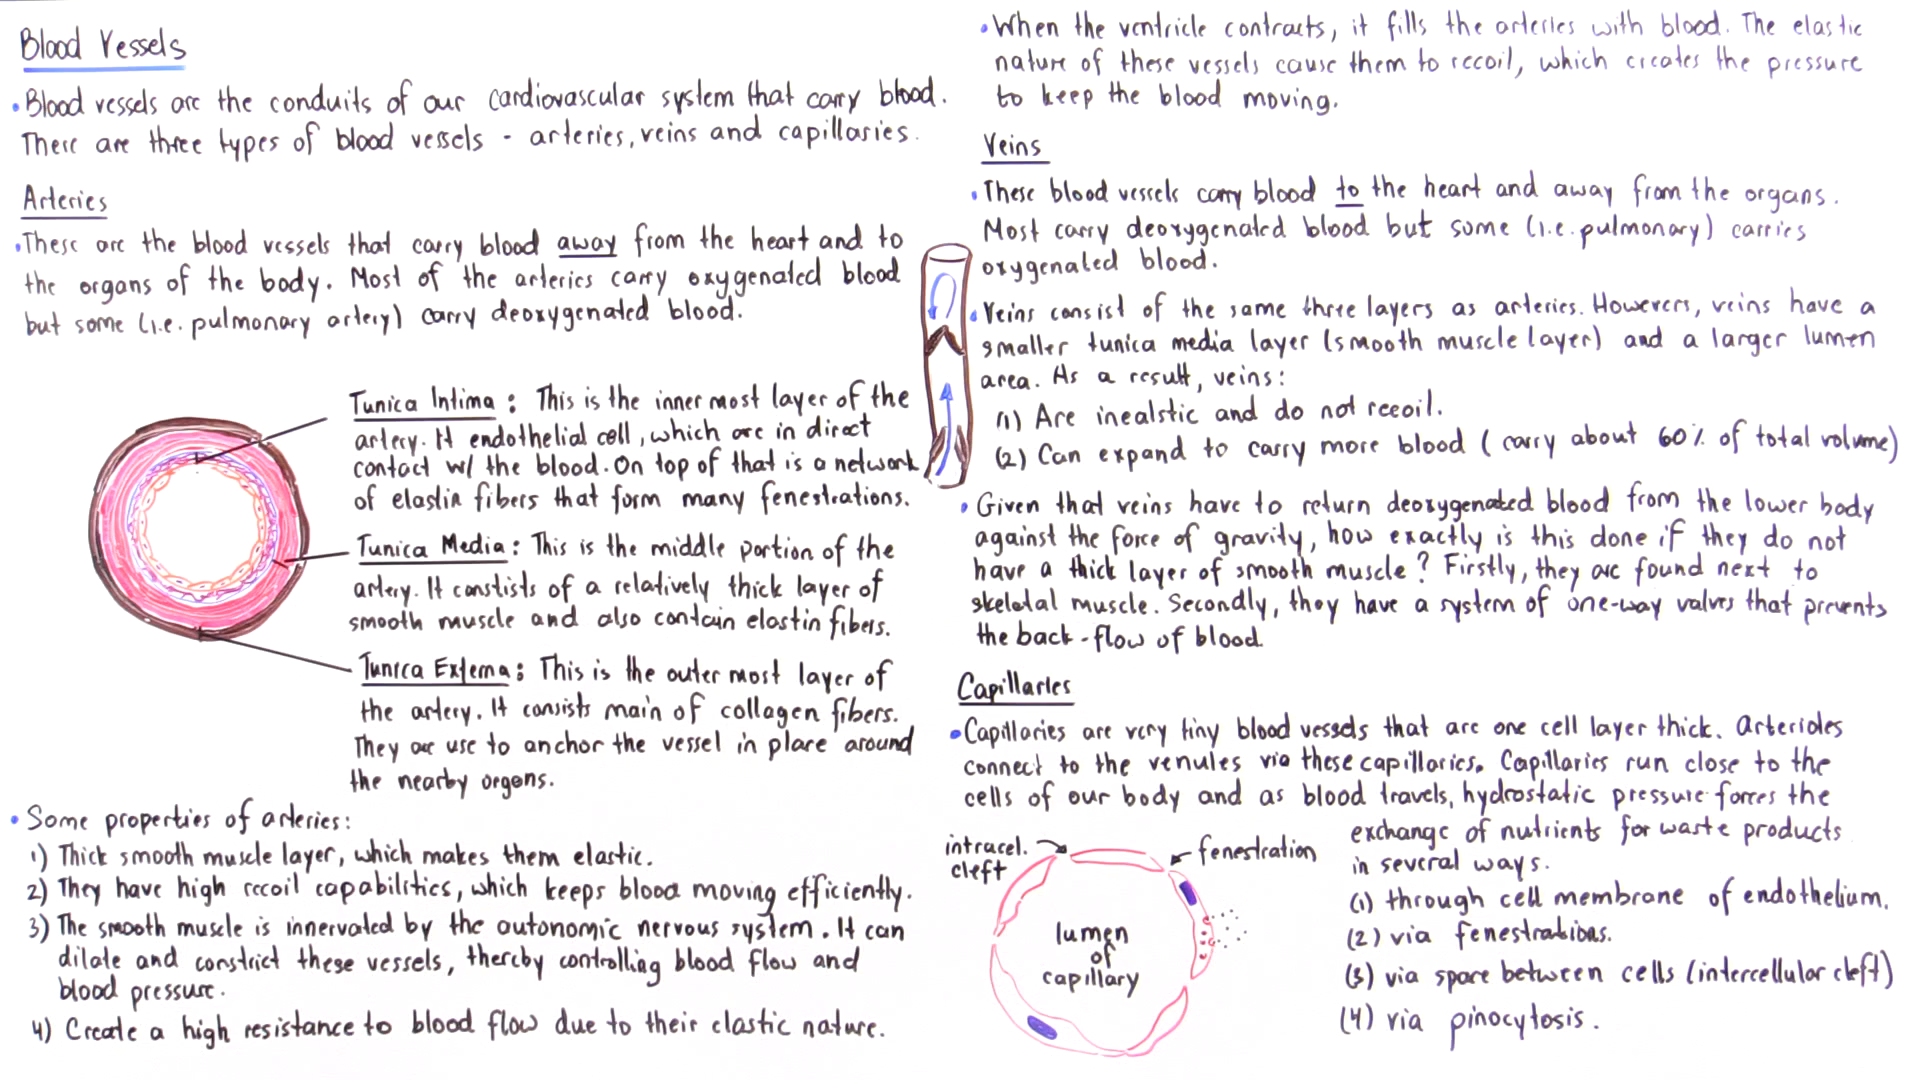 Blood Vessels
• Blood vessels are the conduits of our cardiovascular system that carry blood.
There are three types of blood vessels - arteries, veins and capillaries.
Arteries
• These are the blood vessels that carry blood away from the heart and to
the organs of the body. Most of the arteries carry oxygenated blood
but some (i.e. pulmonary artery) carry deoxygenated blood.
Tunica Intima: This is the inner most layer of the
artery. It endothelial cell, which are in direct
contact w/ the blood. On top of that is a network
of elastin fibers that form many fenestrations.
Tunica Media: This is the middle portion of the
artery. It constists of a relatively thick layer of
smooth muscle and also contain elastin fibers.
Tunica Externa: This is the outer most layer of
the artery. It consists main of collagen fibers.
They are use to anchor the vessel in place around
the nearby organs.
• Some properties of arteries:
1) Thick smooth muscle layer, which makes them elastic.
2) They have high recoil capabilities, which keeps blood moving efficiently.
3) The smooth muscle is innervated by the autonomic nervous system. It can
dilate and constrict these vessels, thereby controlling blood flow and
blood pressure.
4) Create a high resistance to blood flow due to their elastic nature.
• When the ventricle contracts, it fills the arteries with blood. The elastic
nature of these vessels cause them to recoil, which creates the pressure
to keep the blood moving.
Veins
• These blood vessels carry blood to the heart and away from the organs.
Most carry deoxygenated blood but some (i.e. pulmonary) carries
oxygenated blood.
• Veins consist of the same three layers as arteries. Howevers, veins have a
smaller tunica media layer (smooth muscle layer) and a larger lumen
area. As a result, veins:
(1) Are inealstic and do not recoil.
(2) Can expand to carry more blood (carry about 60% of total volume)
• Given that veins have to return deoxygenated blood from the lower body
against the force of gravity, how exactly is this done if they do not
have a thick layer of smooth muscle? Firstly, they are found next to
skeletal muscle. Secondly, they have a system of one-way valves that prevents
the back-flow of blood.
Capillaries
• Capillaries are very tiny blood vessels that are one cell layer thick. Arterioles
connect to the venules via these capillaries. Capillaries run close to the
cells of our body and as blood travels, hydrostatic pressure forces the
exchange of nutrients for waste products
in several ways.
(1) through cell membrane of endothelium.
(2) via fenestrations.
(3) via space between cells (intercellular cleft)
(4) via pinocytosis.
intracel.
cleft
fenestration
lumen
of
capillary